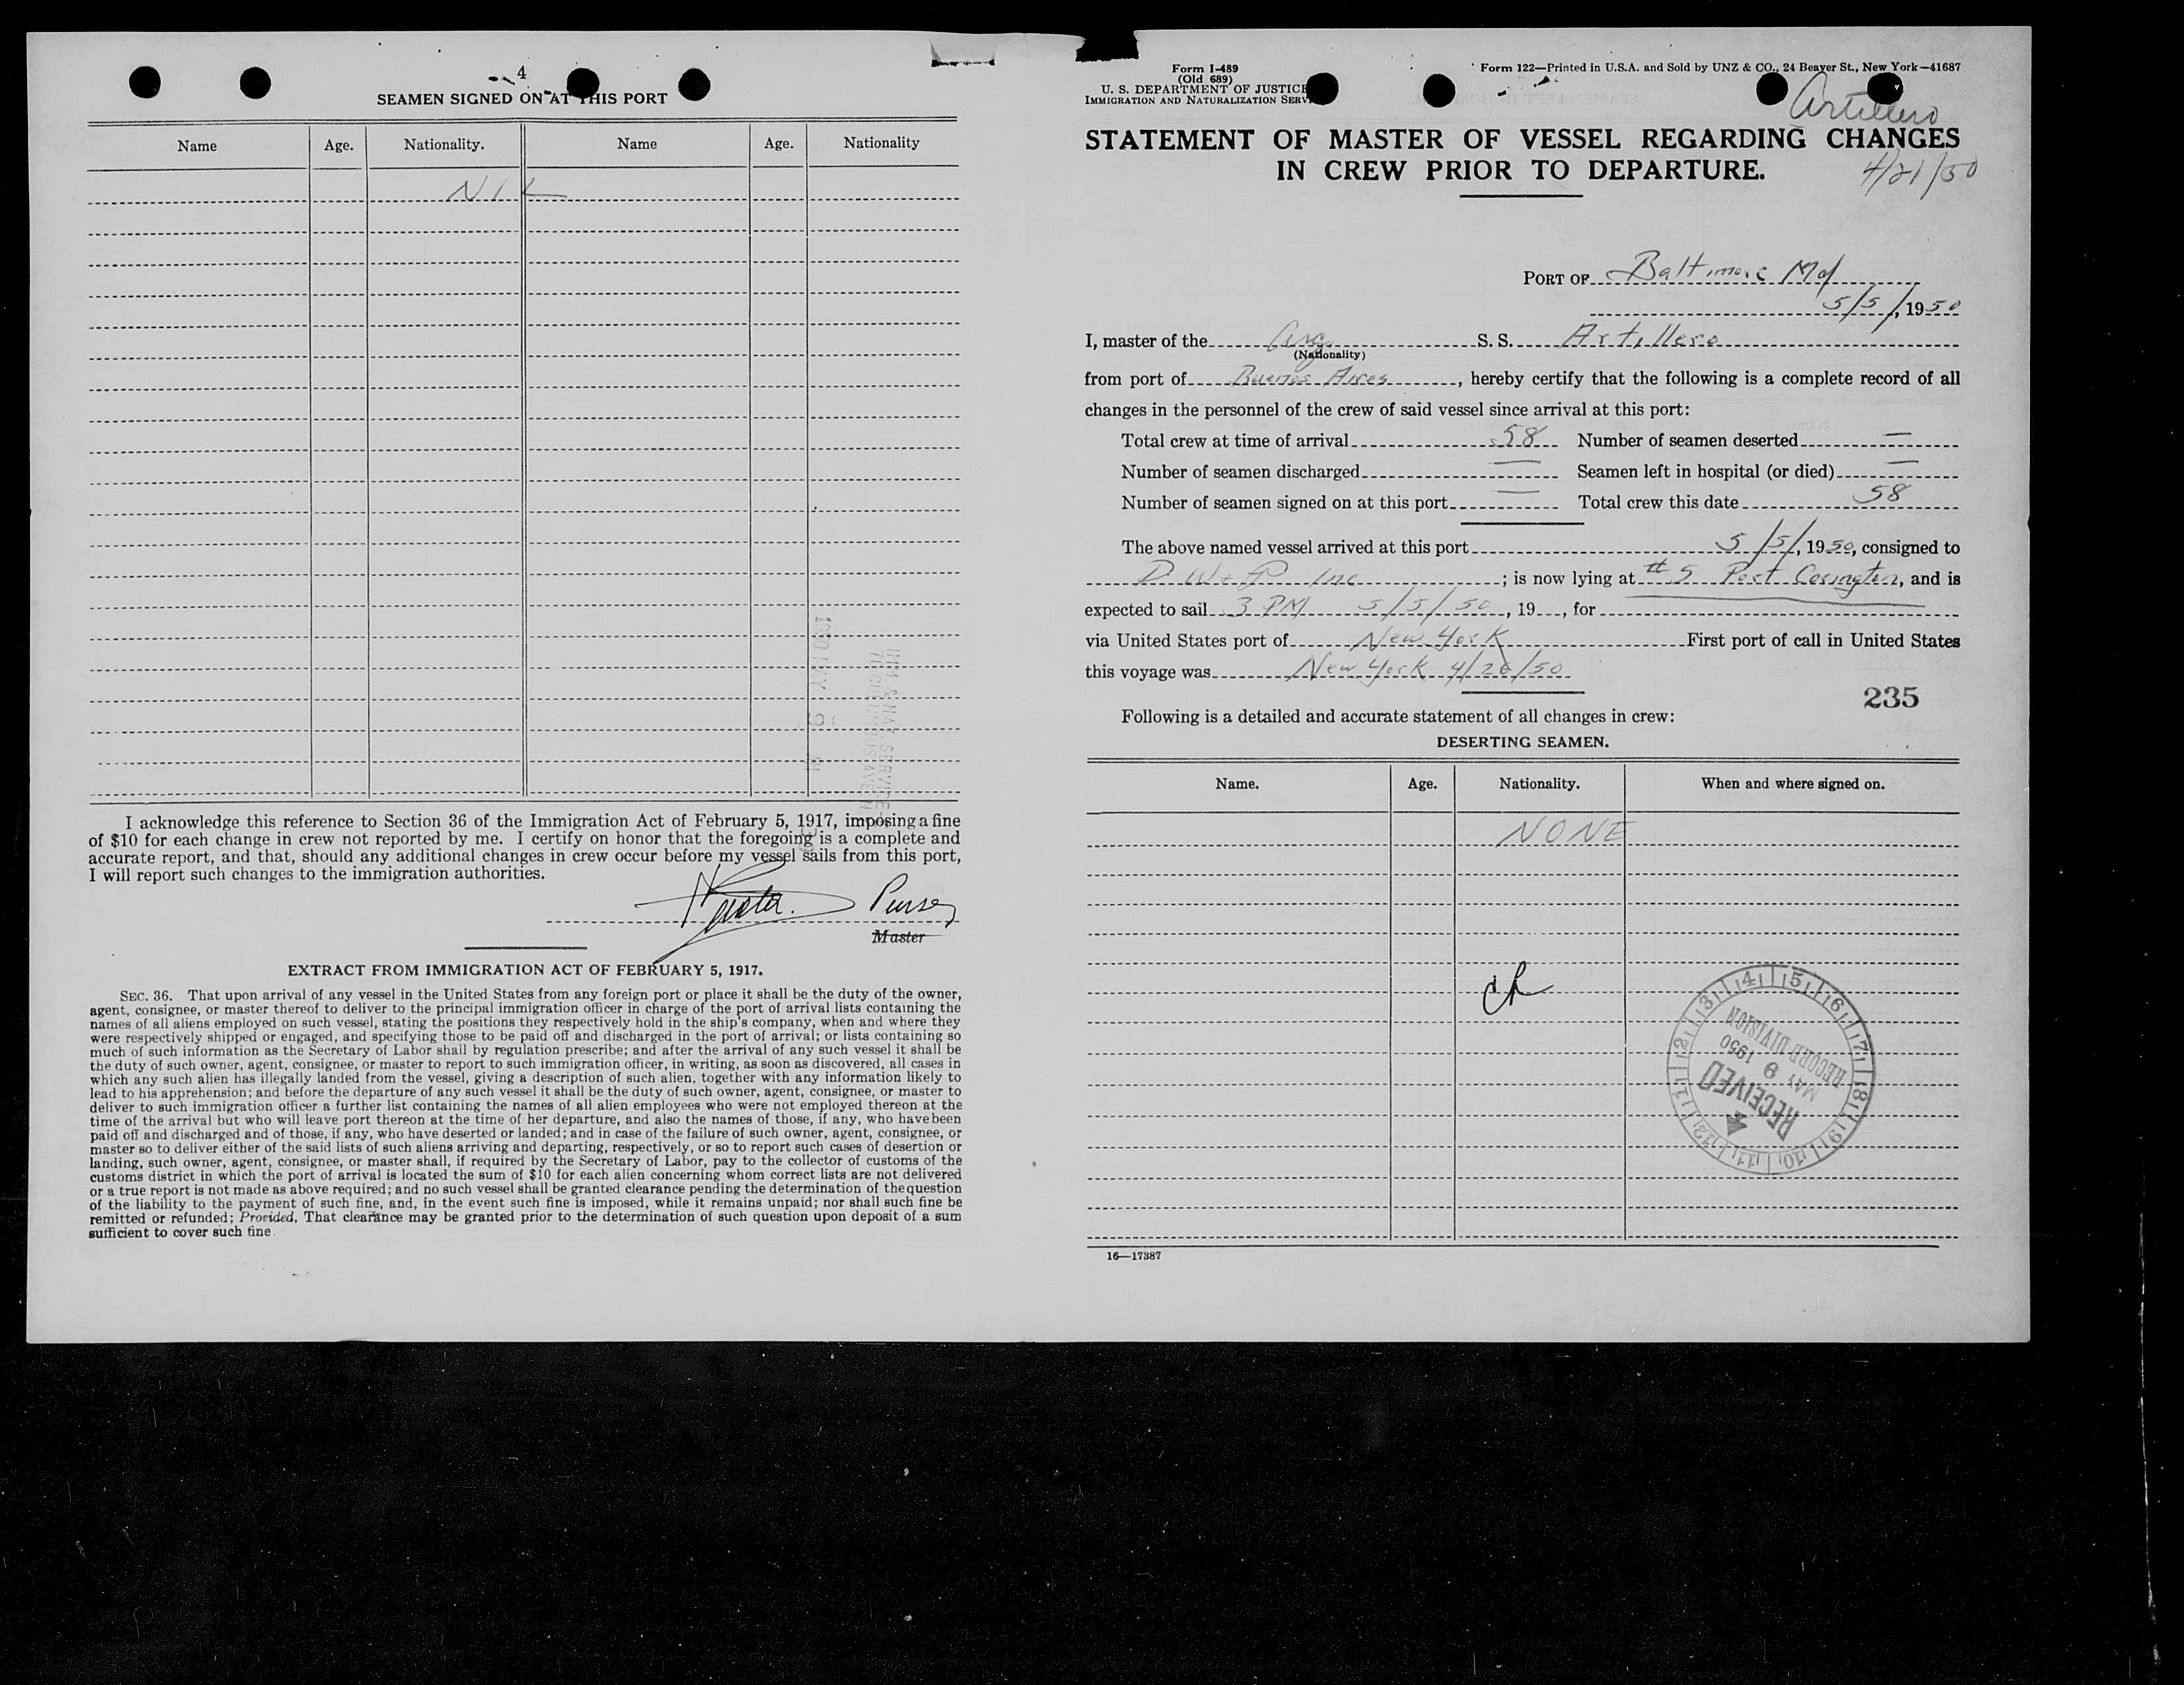 4
SEAMEN SIGNED ON AT THIS PORT
Name Age. Nationality. Name Age. Nationality
NIL
I acknowledge this reference to Section 36 of the Immigration Act of February 5, 1917, imposing a fine
of $10 for each change in crew not reported by me. I certify on honor that the foregoing is a complete and
accurate report, and that, should any additional changes in crew occur before my vessel sails from this port,
I will report such changes to the immigration authorities.
Purser
Master
EXTRACT FROM IMMIGRATION ACT OF FEBRUARY 5, 1917.
SEC. 36. That upon arrival of any vessel in the United States from any foreign port or place it shall be the duty of the owner,
agent, consignee, or master thereof to deliver to the principal immigration officer in charge of the port of arrival lists containing the
names of all aliens employed on such vessel, stating the positions they respectively hold in the ship's company, when and where they
were respectively shipped or engaged, and specifying those to be paid off and discharged in the port of arrival; or lists containing so
much of such information as the Secretary of Labor shall by regulation prescribe; and after the arrival of any such vessel it shall be
the duty of such owner, agent, consignee, or master to report to such immigration officer, in writing, as soon as discovered, all cases in
which any such alien has illegally landed from the vessel, giving a description of such alien, together with any information likely to
lead to his apprehension; and before the departure of any such vessel it shall be the duty of such owner, agent, consignee, or master to
deliver to such immigration officer a further list containing the names of all alien employees who were not employed thereon at the
time of the arrival but who will leave port thereon at the time of her departure, and also the names of those, if any, who have been
paid off and discharged and of those, if any, who have deserted or landed; and in case of the failure of such owner, agent, consignee, or
master so to deliver either of the said lists of such aliens arriving and departing, respectively, or so to report such cases of desertion or
landing, such owner, agent, consignee, or master shall, if required by the Secretary of Labor, pay to the collector of customs of the
customs district in which the port of arrival is located the sum of $10 for each alien concerning whom correct lists are not delivered
or a true report is not made as above required; and no such vessel shall be granted clearance pending the determination of the question
of the liability to the payment of such fine, and, in the event such fine is imposed, while it remains unpaid; nor shall such fine be
remitted or refunded; Provided, That clearance may be granted prior to the determination of such question upon deposit of a sum
sufficient to cover such fine
Form I-489
(Old 689)
U. S. DEPARTMENT OF JUSTICE
IMMIGRATION AND NATURALIZATION SERV
Form 122—Printed in U.S.A. and Sold by UNZ & CO., 24 Beaver St., New York—41687
Artillero
STATEMENT OF MASTER OF VESSEL REGARDING CHANGES
IN CREW PRIOR TO DEPARTURE.
4/21/50
PORT OF Baltimore Md
5/5/, 1950
I, master of the Arg S. S. Artillero
(Nationality)
from port of Buenos Aires, hereby certify that the following is a complete record of all
changes in the personnel of the crew of said vessel since arrival at this port:
Total crew at time of arrival 58 Number of seamen deserted —
Number of seamen discharged — Seamen left in hospital (or died) —
Number of seamen signed on at this port — Total crew this date 58
The above named vessel arrived at this port 5/5/, 1950, consigned to
D W & P Inc; is now lying at # 5 Port Covington, and is
expected to sail 3 PM 5/5/50, 19, for
via United States port of New York First port of call in United States
this voyage was New York 4/26/50
235
Following is a detailed and accurate statement of all changes in crew:
DESERTING SEAMEN.
Name. Age. Nationality. When and where signed on.
NONE
RECEIVED
MAY 9 1950
RECORD DIVISION
16—17387